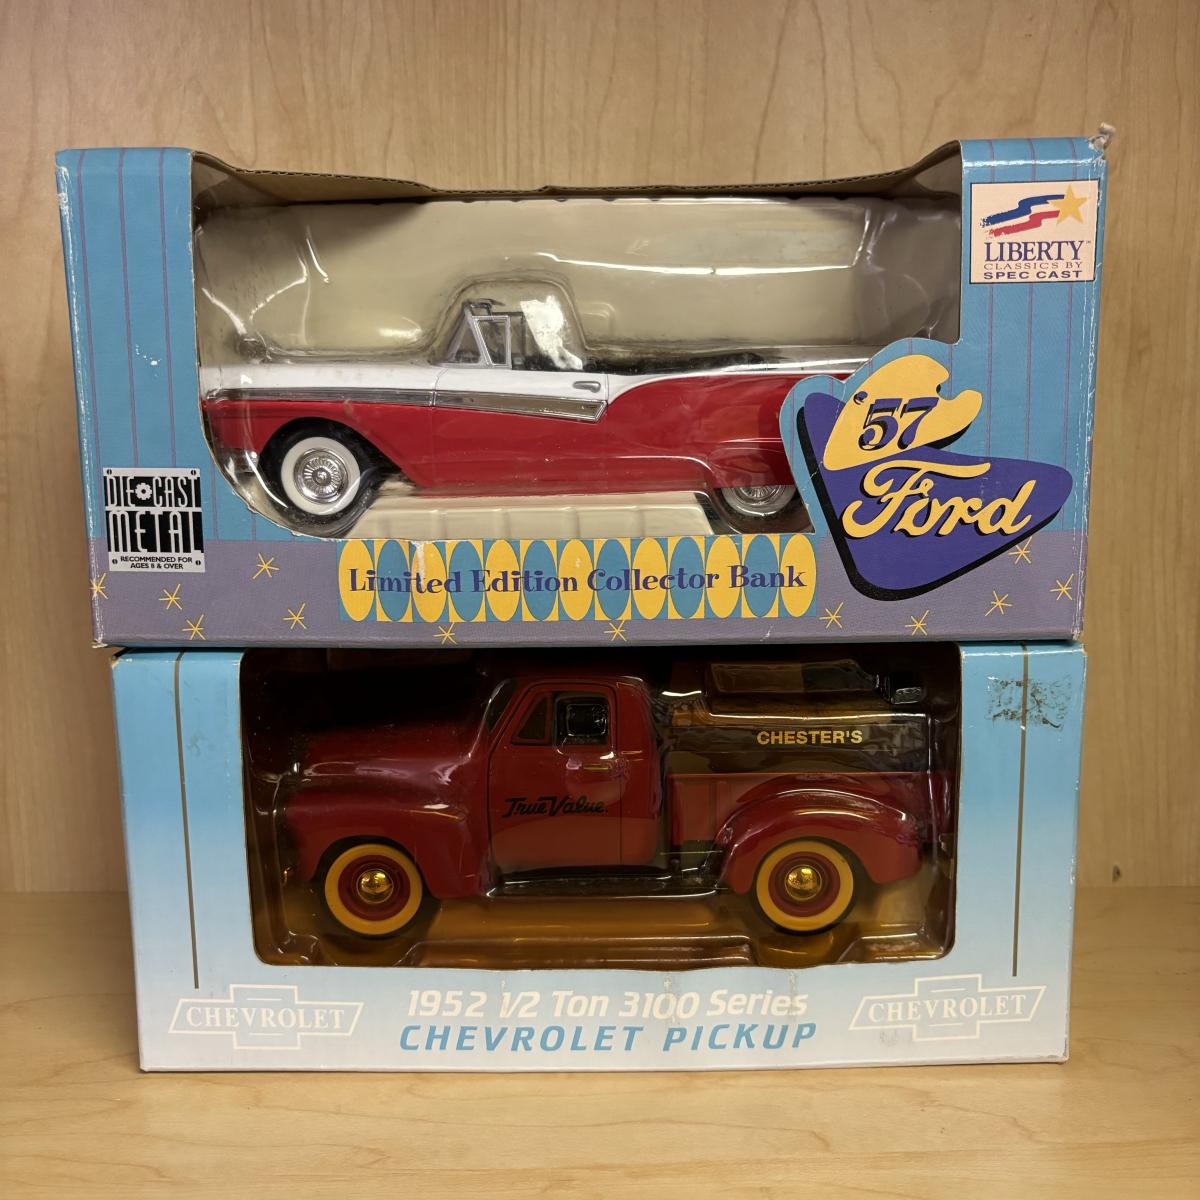 LIBERTY™
CLASSICS BY
SPEC CAST
'57
Ford
DIE CAST
METAL
RECOMMENDED FOR
AGES 8 & OVER
Limited Edition Collector Bank
CHESTER'S
True Value.
CHEVROLET
1952 1/2 Ton 3100 Series
CHEVROLET PICKUP
CHEVROLET